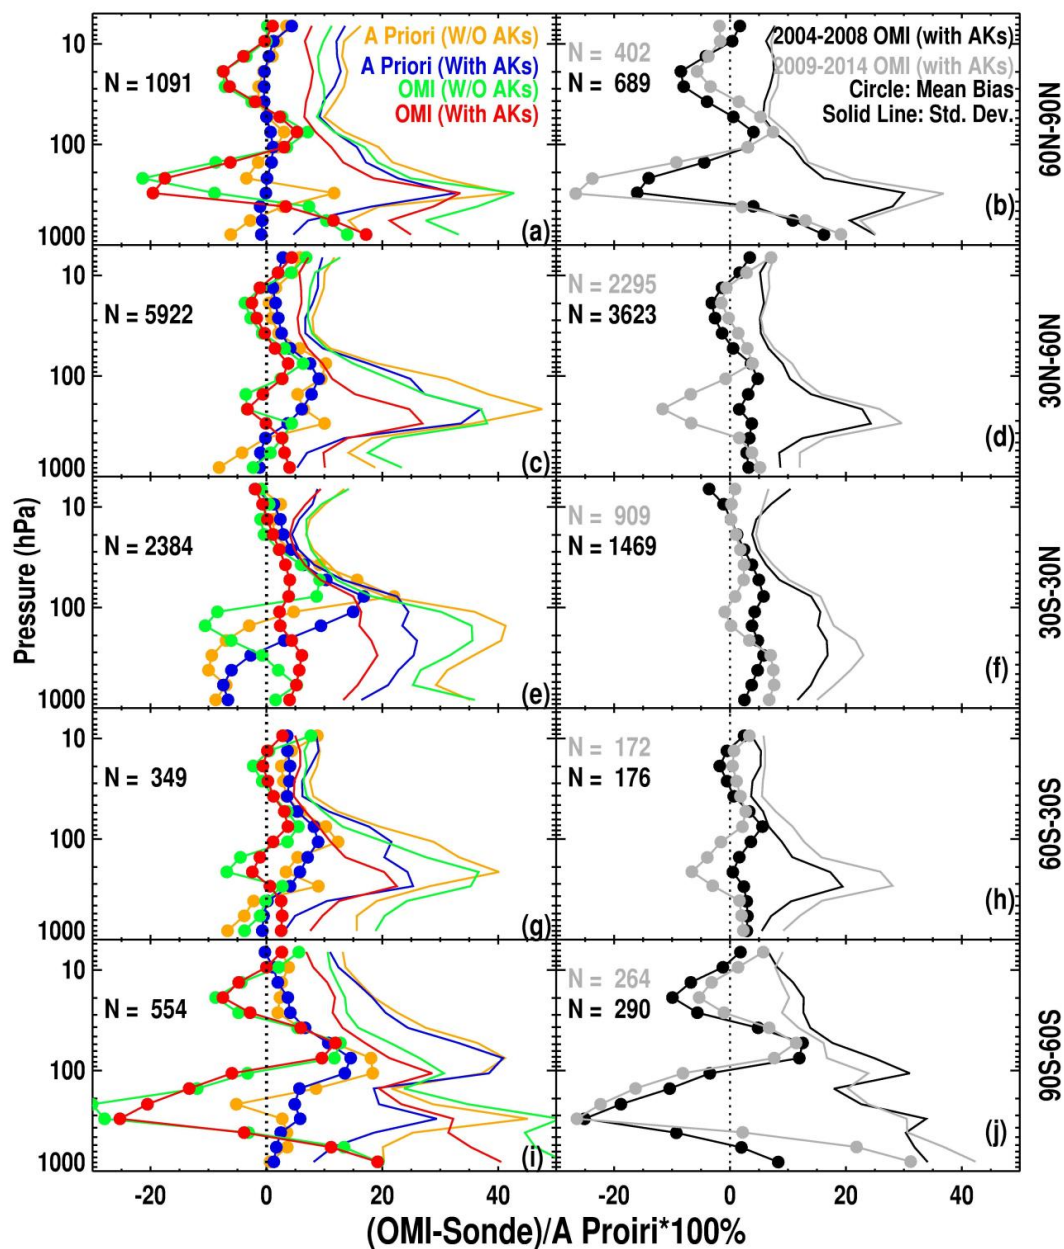 A Priori (W/O AKs)
A Priori (With AKs)
OMI (W/O AKs)
OMI (With AKs)
N = 1091
10
100
1000
(a)
2004-2008 OMI (with AKs)
2009-2014 OMI (with AKs)
Circle: Mean Bias
Solid Line: Std. Dev.
N = 402
N = 689
(b)
60N-90N
10
100
1000
N = 5922
(c)
N = 2295
N = 3623
(d)
30N-60N
Pressure (hPa)
10
100
1000
N = 2384
(e)
N = 909
N = 1469
(f)
30S-30N
10
100
1000
N = 349
(g)
N = 172
N = 176
(h)
60S-30S
10
100
1000
N = 554
(i)
N = 264
N = 290
(j)
90SS-60S
-20 0 20 40 -20 0 20 40
(OMI-Sonde)/A Proiri*100%